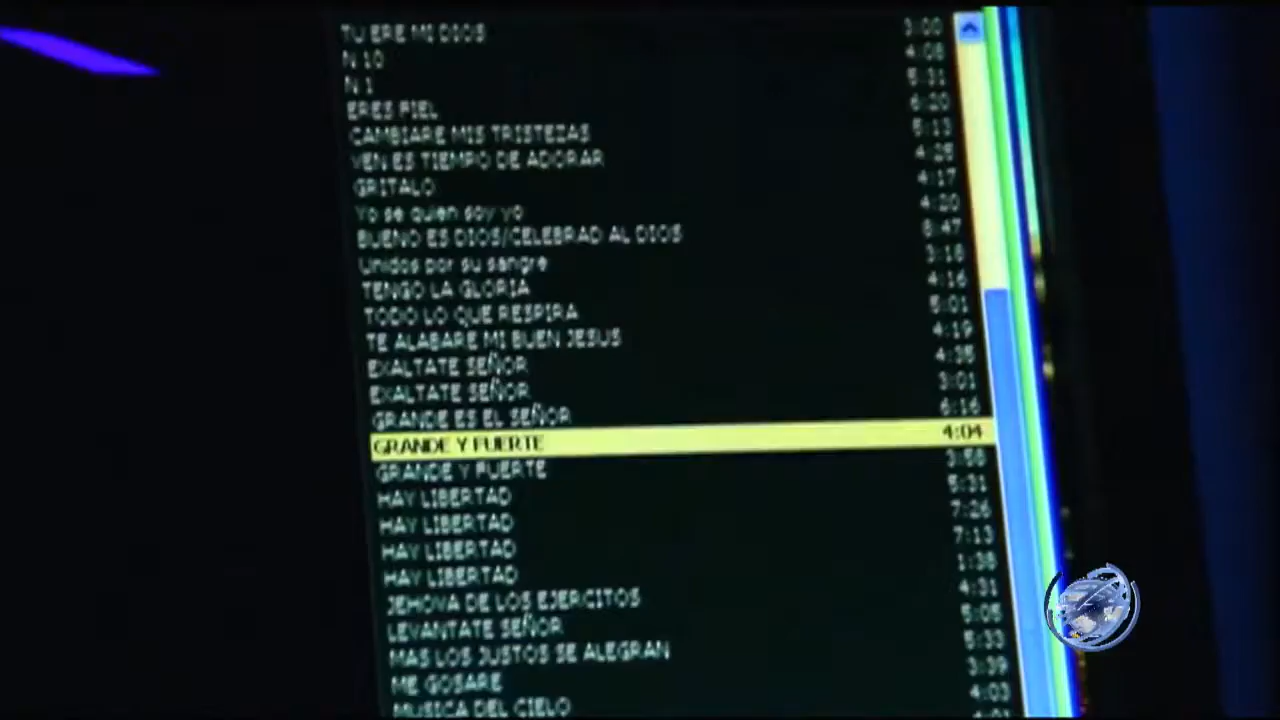 TU ERE MI DIOS 3:00
N 10 4:08
N 1 5:31
ERES FIEL 6:20
CAMBIARE MIS TRISTEZAS 5:13
VEN ES TIEMPO DE ADORAR 4:28
GRITALO 4:17
Yo se quien soy yo 4:20
BUENO ES DIOS/CELEBRAD AL DIOS 8:47
Unidos por su sangre 3:18
TENGO LA GLORIA 4:16
TODO LO QUE RESPIRA 5:01
TE ALABARE MI BUEN JESUS 4:19
EXALTATE SEÑOR 4:35
EXALTATE SEÑOR 3:01
GRANDE ES EL SEÑOR 6:16
GRANDE Y FUERTE 4:04
GRANDE Y FUERTE 3:58
HAY LIBERTAD 5:31
HAY LIBERTAD 7:26
HAY LIBERTAD 7:13
HAY LIBERTAD 1:38
JEHOVA DE LOS EJERCITOS 4:31
LEVANTATE SEÑOR 5:05
MAS LOS JUSTOS SE ALEGRAN 5:33
ME GOSARE 3:39
MUSICA DEL CIELO 4:03